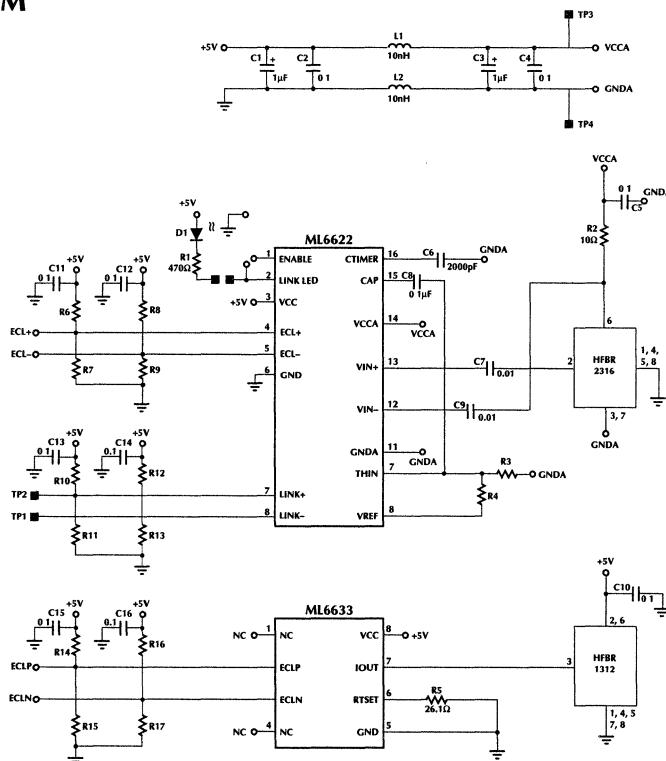 M
TP3
+5V
C1
+
1µF
C2
0 1
L1
10nH
L2
10nH
C3
+
1µF
C4
0 1
VCCA
GNDA
TP4
VCCA
0 1
GND
C5
R2
10Ω
+5V
D1
R1
470Ω
ML6622
1
ENABLE
2
LINK LED
+5V
3
VCC
4
ECL+
5
ECL–
6
GND
7
LINK+
8
LINK–
CTIMER
16
C6
GNDA
2000pF
CAP
15
C8
0 1µF
VCCA
14
VCCA
VIN+
13
C7
0.01
VIN–
12
C9
0.01
GNDA
11
GNDA
THIN
7
R3
GNDA
R4
VREF
8
6
2
HFBR
2316
1, 4,
5, 8
3, 7
GNDA
+5V
C11
0 1
+5V
C12
0 1
R6
R8
ECL+
ECL–
R7
R9
+5V
C13
0 1
+5V
C14
0.1
R10
R12
TP2
TP1
R11
R13
+5V
C15
0 1
+5V
C16
0.1
R14
R16
ECLP
ECLN
R15
R17
ML6633
NC
1
NC
ECLP
ECLN
NC
4
NC
VCC
8
+5V
IOUT
7
RTSET
6
R5
26.1Ω
GND
5
+5V
C10
0 1
2, 6
3
HFBR
1312
1, 4, 5
7, 8